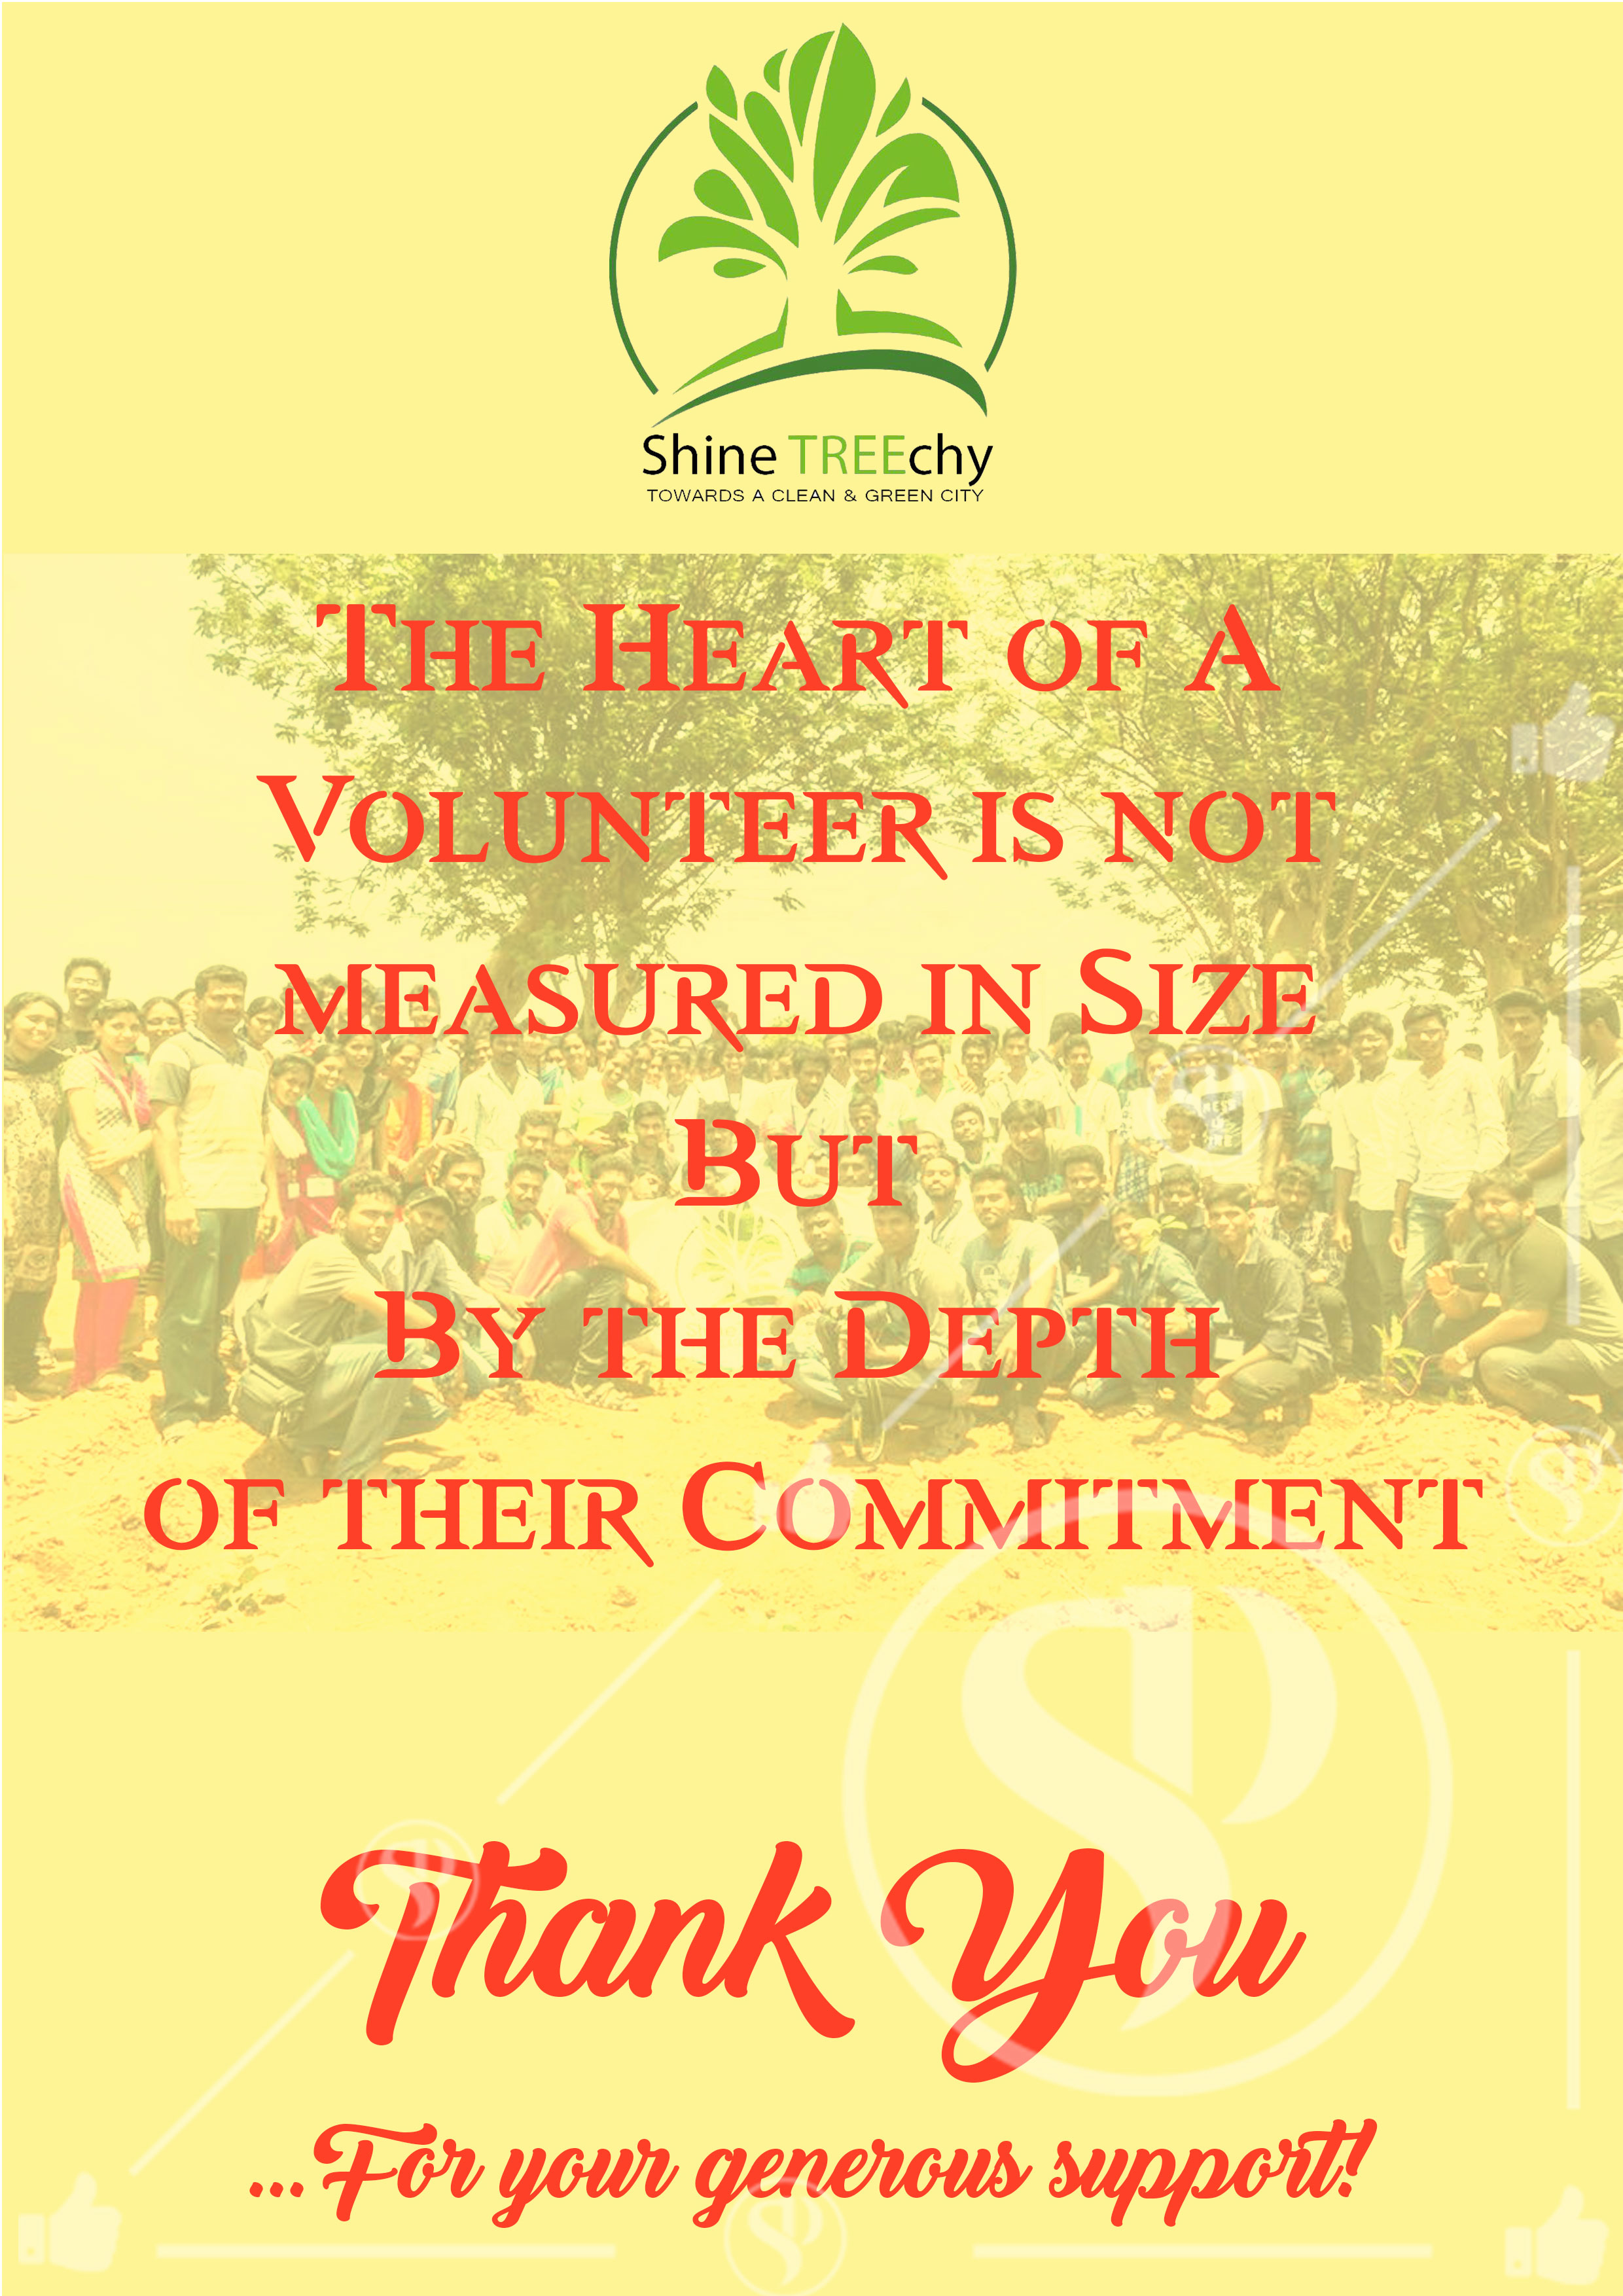 Shine TREEchy
TOWARDS A CLEAN & GREEN CITY
The Heart of A
Volunteer is not
measured in Size
But
By the Depth
of their Commitment
Thank You
...For your generous support!